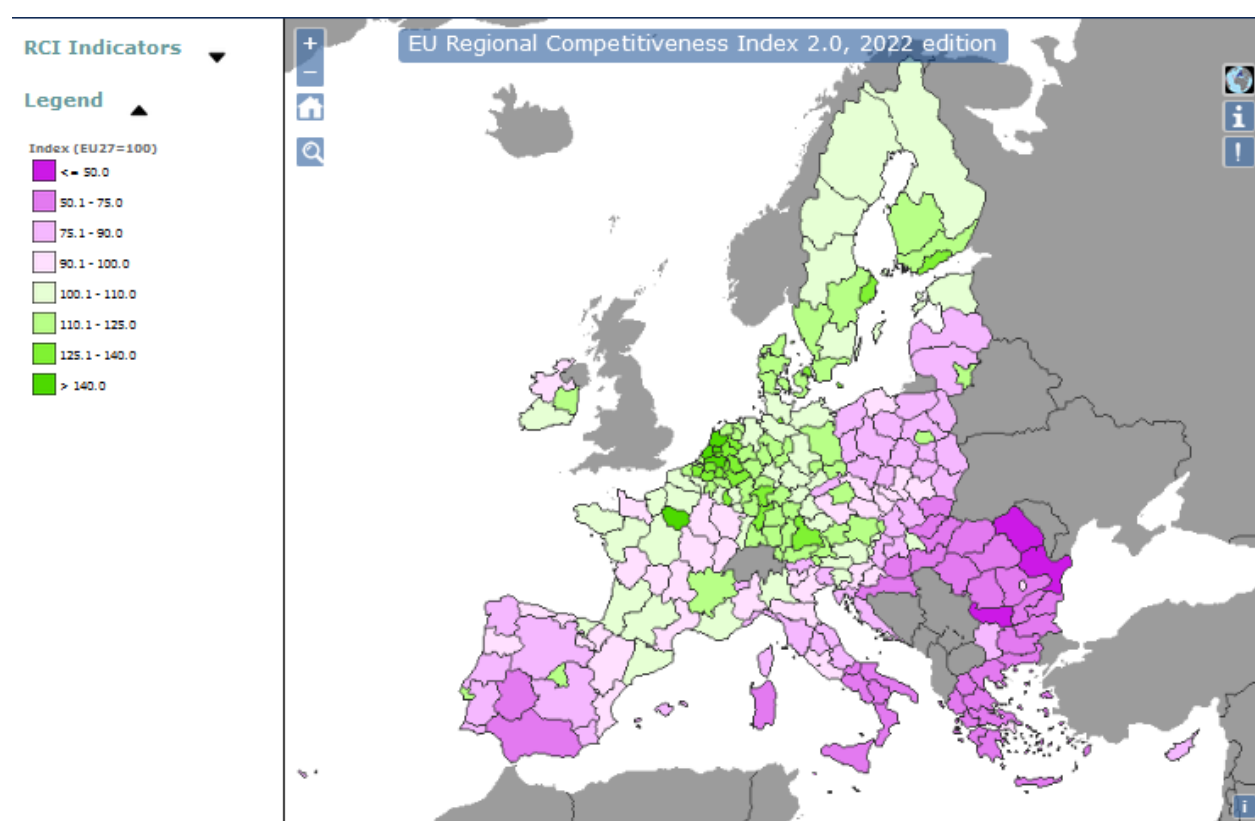 RCI Indicators
Legend
Index (EU27=100)
<= 50.0
50.1 - 75.0
75.1 - 90.0
90.1 - 100.0
100.1 - 110.0
110.1 - 125.0
125.1 - 140.0
> 140.0
+
EU Regional Competitiveness Index 2.0, 2022 edition
−
i
!
i